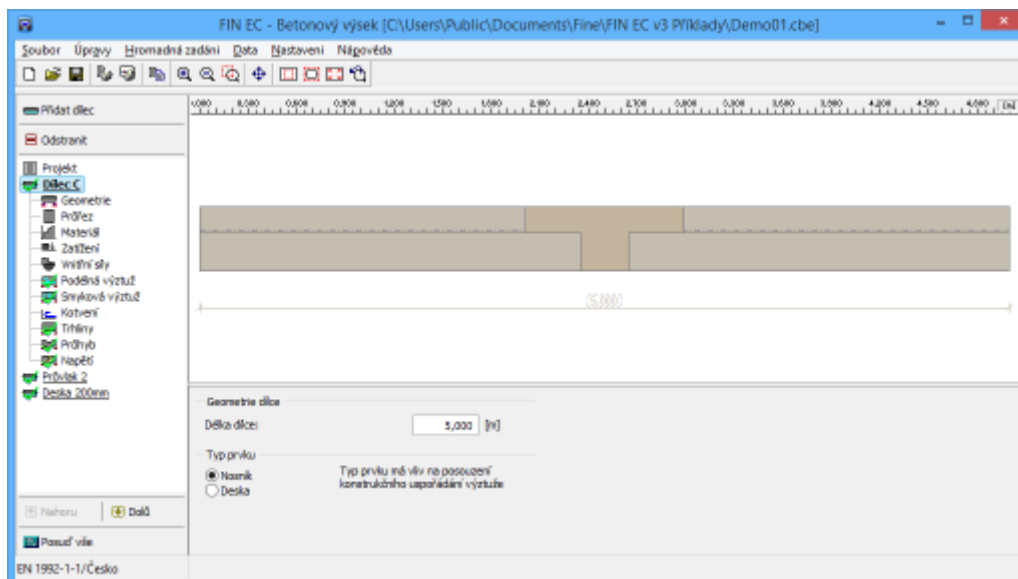 FIN EC - Betonový výsek [C:\Users\Public\Documents\Fine\FIN EC v3 Příklady\Demo01.cbe]
Soubor Úpravy Hromadná zadání Data Nastavení Nápověda
Přidat dílec
Odstranit
Projekt
Dílec C
Geometrie
Průřez
Materiál
Zatížení
Vnitřní síly
Podélná výztuž
Smyková výztuž
Kotvení
Trhliny
Průhyb
Napětí
Průvlak 2
Deska 200mm
Nahoru
Dolů
Posuď vše
EN 1992-1-1/Česko
[m]
[5,000]
Geometrie dílce
Délka dílce: 5,000 [m]
Typ prvku
Nosník
Deska
Typ prvku má vliv na posouzení
konstrukčního uspořádání výztuže